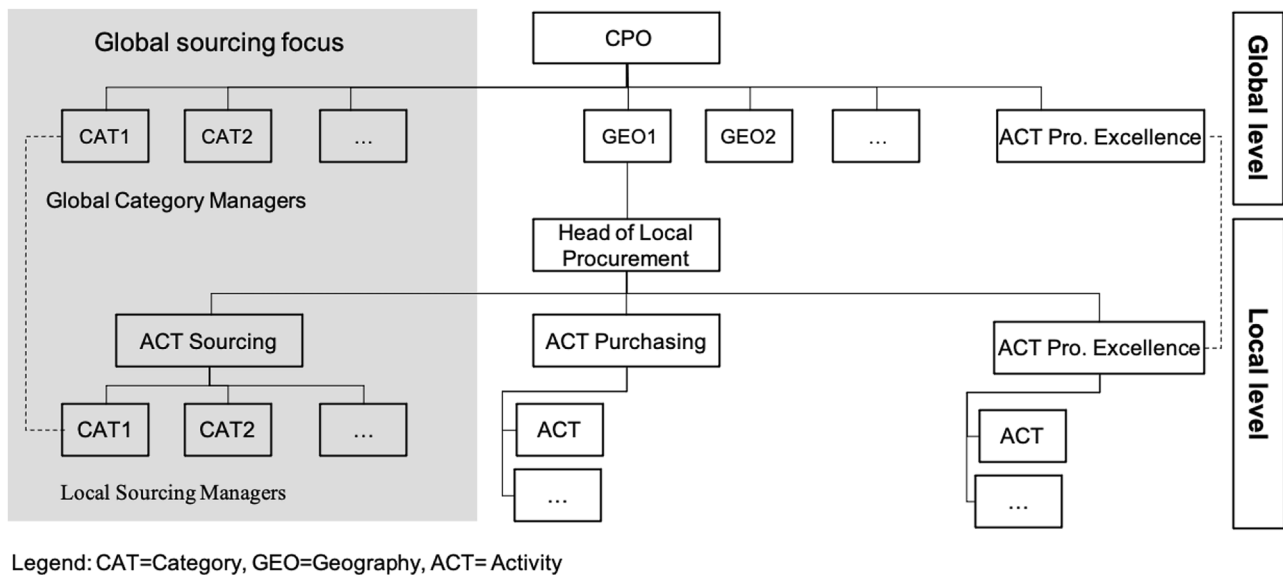 Global sourcing focus
CPO
Global level
CAT1
CAT2
...
GEO1
GEO2
...
ACT Pro. Excellence
Global Category Managers
Head of Local
Procurement
Local level
ACT Sourcing
ACT Purchasing
ACT Pro. Excellence
CAT1
CAT2
...
ACT
ACT
Local Sourcing Managers
...
...
Legend: CAT=Category, GEO=Geography, ACT= Activity